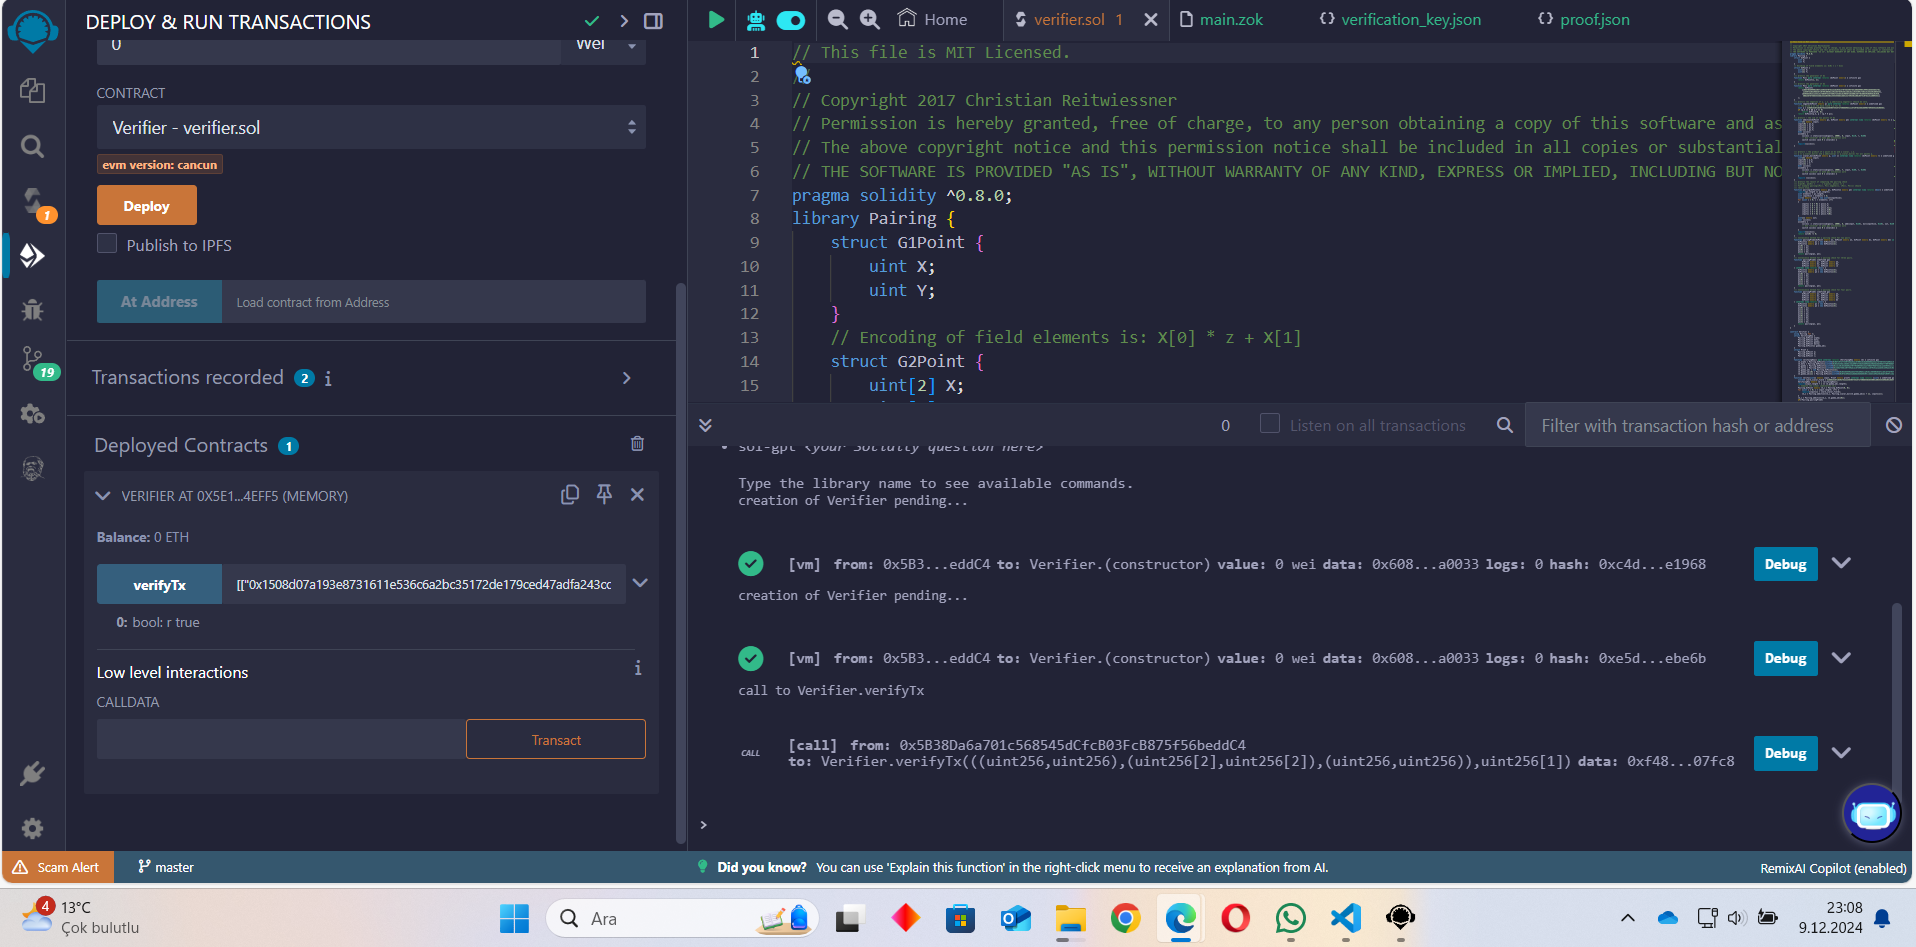 DEPLOY & RUN TRANSACTIONS
0
Wei
CONTRACT
Verifier - verifier.sol
evm version: cancun
Deploy
Publish to IPFS
At Address
Load contract from Address
Transactions recorded 2 i
Deployed Contracts 1
VERIFIER AT 0X5E1...4EFF5 (MEMORY)
Balance: 0 ETH
verifyTx
[["0x1508d07a193e8731611e536c6a2bc35172de179ced47adfa243cc
0: bool: r true
Low level interactions
i
CALLDATA
Transact
1
19
Home
verifier.sol 1
main.zok
verification_key.json
proof.json
1 // This file is MIT Licensed.
2 //
3 // Copyright 2017 Christian Reitwiessner
4 // Permission is hereby granted, free of charge, to any person obtaining a copy of this software and as
5 // The above copyright notice and this permission notice shall be included in all copies or substantial
6 // THE SOFTWARE IS PROVIDED "AS IS", WITHOUT WARRANTY OF ANY KIND, EXPRESS OR IMPLIED, INCLUDING BUT NO
7 pragma solidity ^0.8.0;
8 library Pairing {
9 struct G1Point {
10 uint X;
11 uint Y;
12 }
13 // Encoding of field elements is: X[0] * z + X[1]
14 struct G2Point {
15 uint[2] X;
0
Listen on all transactions
Filter with transaction hash or address
• sol-gpt <your Solidity question here>
Type the library name to see available commands.
creation of Verifier pending...
[vm] from: 0x5B3...eddC4 to: Verifier.(constructor) value: 0 wei data: 0x608...a0033 logs: 0 hash: 0xc4d...e1968
Debug
creation of Verifier pending...
[vm] from: 0x5B3...eddC4 to: Verifier.(constructor) value: 0 wei data: 0x608...a0033 logs: 0 hash: 0xe5d...ebe6b
Debug
call to Verifier.verifyTx
CALL
[call] from: 0x5B38Da6a701c568545dCfcB03FcB875f56beddC4
to: Verifier.verifyTx(((uint256,uint256),(uint256[2],uint256[2]),(uint256,uint256)),uint256[1]) data: 0xf48...07fc8
Debug
>
Scam Alert
master
Did you know? You can use 'Explain this function' in the right-click menu to receive an explanation from AI.
RemixAI Copilot (enabled)
4
13°C
Çok bulutlu
Ara
23:08
9.12.2024